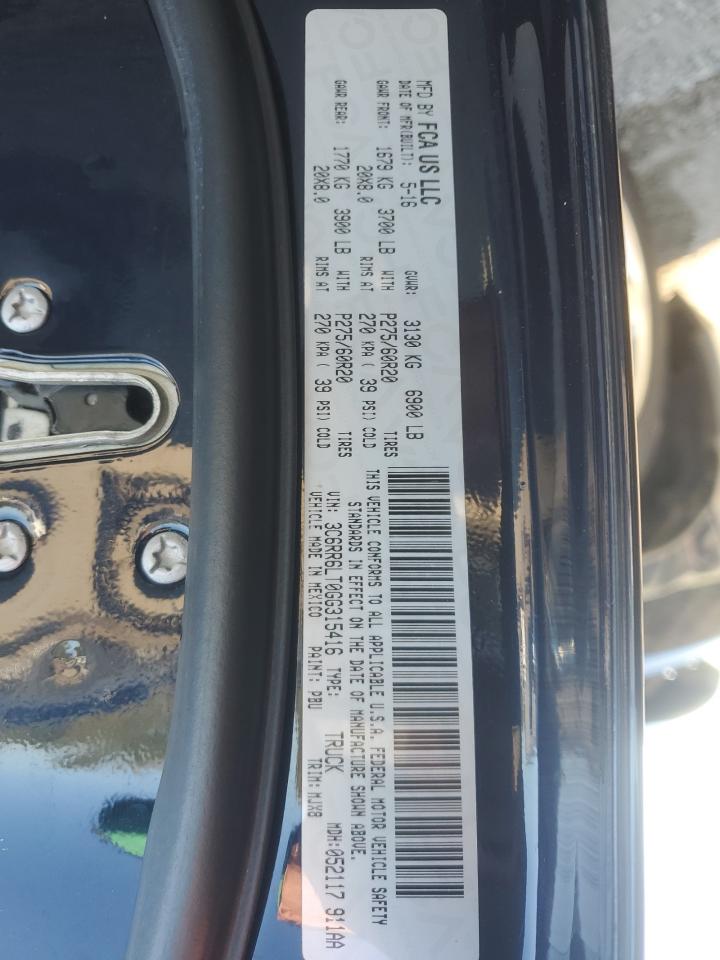 MFD BY FCA US LLC
DATE OF MFR(BUILT): 5-16 GVWR: 3130 KG 6900 LB
GAWR FRONT: 1679 KG 3700 LB WITH P275/60R20 TIRES
20X8.0 RIMS AT 270 KPA ( 39 PSI) COLD
GAWR REAR: 1770 KG 3900 LB WITH P275/60R20 TIRES
20X8.0 RIMS AT 270 KPA ( 39 PSI) COLD
THIS VEHICLE CONFORMS TO ALL APPLICABLE U.S.A. FEDERAL MOTOR VEHICLE SAFETY
STANDARDS IN EFFECT ON THE DATE OF MANUFACTURE SHOWN ABOVE.
VIN: 3C6RR6LT0GG315416 TYPE: TRUCK MDH:052117 911AA
VEHICLE MADE IN MEXICO PAINT: PBU TRIM: MJX8